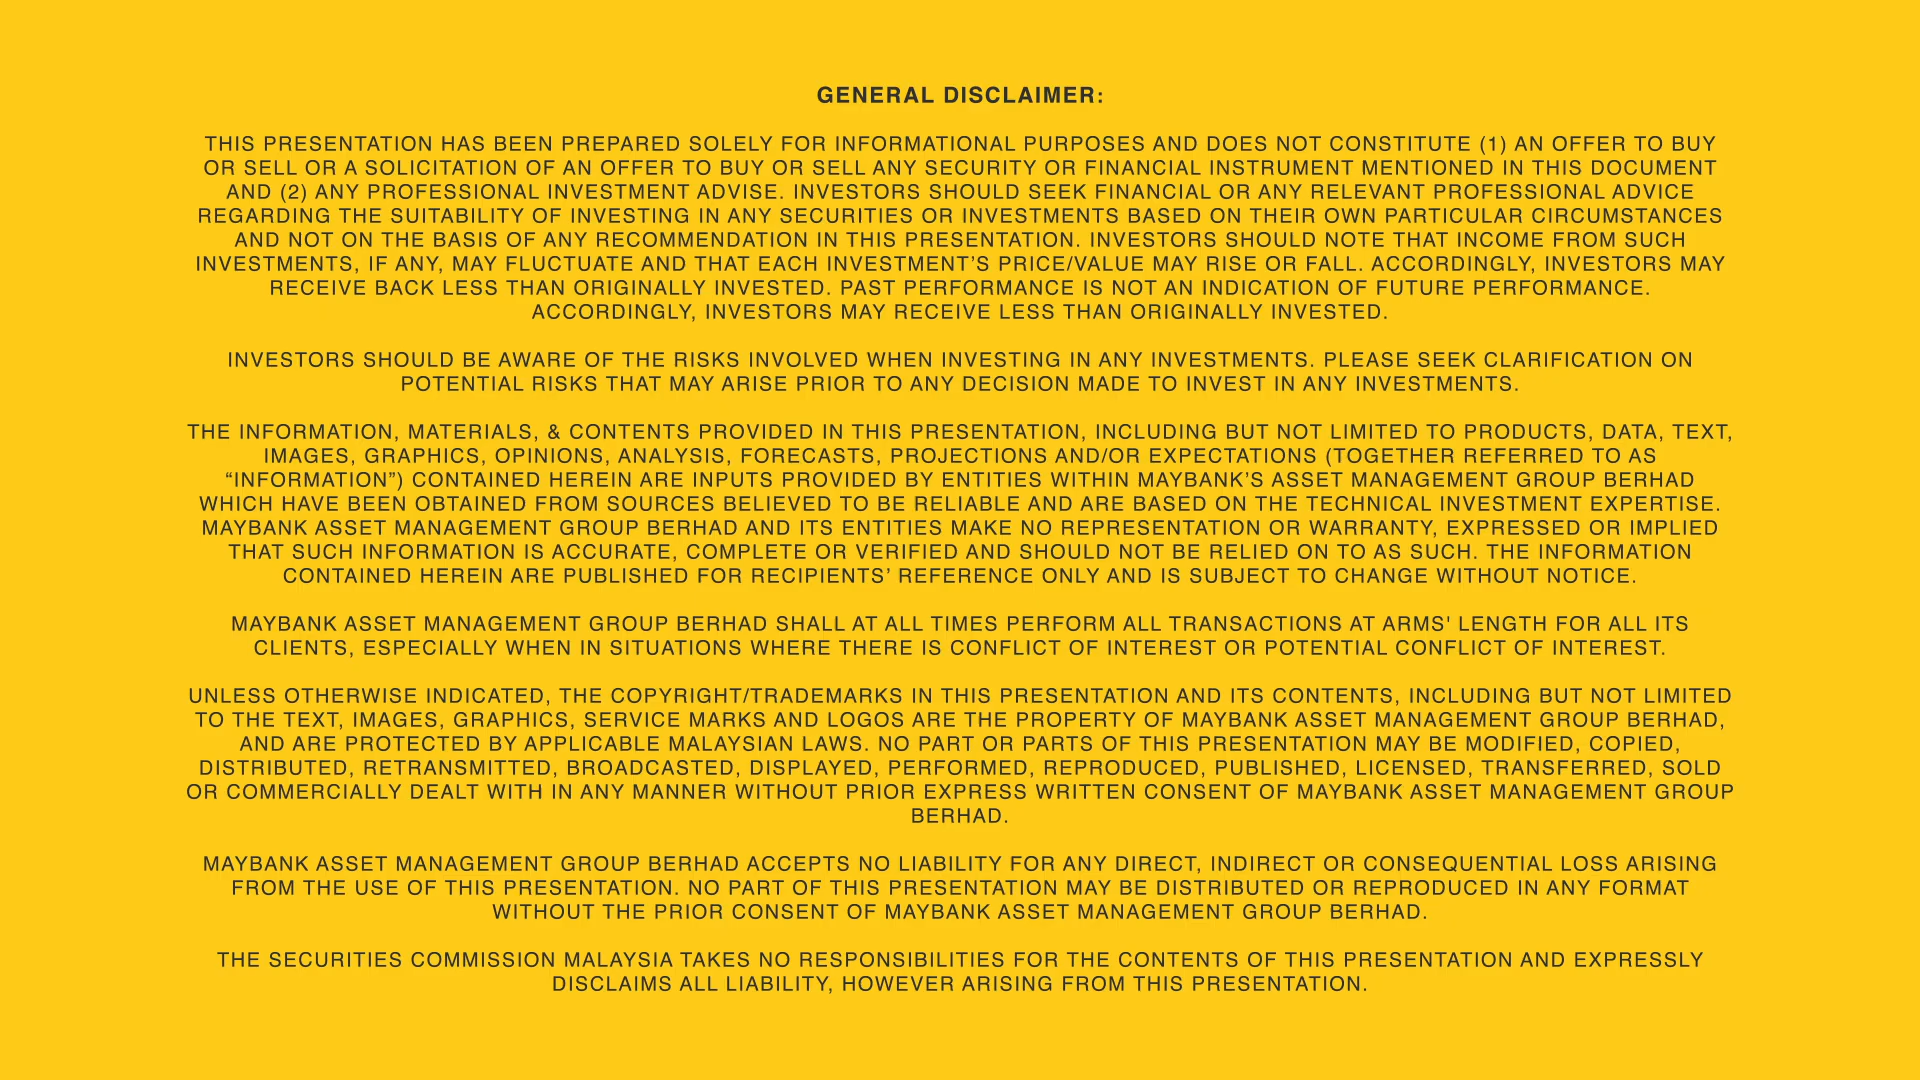 GENERAL DISCLAIMER:
THIS PRESENTATION HAS BEEN PREPARED SOLELY FOR INFORMATIONAL PURPOSES AND DOES NOT CONSTITUTE (1) AN OFFER TO BUY
OR SELL OR A SOLICITATION OF AN OFFER TO BUY OR SELL ANY SECURITY OR FINANCIAL INSTRUMENT MENTIONED IN THIS DOCUMENT
AND (2) ANY PROFESSIONAL INVESTMENT ADVISE. INVESTORS SHOULD SEEK FINANCIAL OR ANY RELEVANT PROFESSIONAL ADVICE
REGARDING THE SUITABILITY OF INVESTING IN ANY SECURITIES OR INVESTMENTS BASED ON THEIR OWN PARTICULAR CIRCUMSTANCES
AND NOT ON THE BASIS OF ANY RECOMMENDATION IN THIS PRESENTATION. INVESTORS SHOULD NOTE THAT INCOME FROM SUCH
INVESTMENTS, IF ANY, MAY FLUCTUATE AND THAT EACH INVESTMENT’S PRICE/VALUE MAY RISE OR FALL. ACCORDINGLY, INVESTORS MAY
RECEIVE BACK LESS THAN ORIGINALLY INVESTED. PAST PERFORMANCE IS NOT AN INDICATION OF FUTURE PERFORMANCE.
ACCORDINGLY, INVESTORS MAY RECEIVE LESS THAN ORIGINALLY INVESTED.
INVESTORS SHOULD BE AWARE OF THE RISKS INVOLVED WHEN INVESTING IN ANY INVESTMENTS. PLEASE SEEK CLARIFICATION ON
POTENTIAL RISKS THAT MAY ARISE PRIOR TO ANY DECISION MADE TO INVEST IN ANY INVESTMENTS.
THE INFORMATION, MATERIALS, & CONTENTS PROVIDED IN THIS PRESENTATION, INCLUDING BUT NOT LIMITED TO PRODUCTS, DATA, TEXT,
IMAGES, GRAPHICS, OPINIONS, ANALYSIS, FORECASTS, PROJECTIONS AND/OR EXPECTATIONS (TOGETHER REFERRED TO AS
“INFORMATION”) CONTAINED HEREIN ARE INPUTS PROVIDED BY ENTITIES WITHIN MAYBANK’S ASSET MANAGEMENT GROUP BERHAD
WHICH HAVE BEEN OBTAINED FROM SOURCES BELIEVED TO BE RELIABLE AND ARE BASED ON THE TECHNICAL INVESTMENT EXPERTISE.
MAYBANK ASSET MANAGEMENT GROUP BERHAD AND ITS ENTITIES MAKE NO REPRESENTATION OR WARRANTY, EXPRESSED OR IMPLIED
THAT SUCH INFORMATION IS ACCURATE, COMPLETE OR VERIFIED AND SHOULD NOT BE RELIED ON TO AS SUCH. THE INFORMATION
CONTAINED HEREIN ARE PUBLISHED FOR RECIPIENTS’ REFERENCE ONLY AND IS SUBJECT TO CHANGE WITHOUT NOTICE.
MAYBANK ASSET MANAGEMENT GROUP BERHAD SHALL AT ALL TIMES PERFORM ALL TRANSACTIONS AT ARMS' LENGTH FOR ALL ITS
CLIENTS, ESPECIALLY WHEN IN SITUATIONS WHERE THERE IS CONFLICT OF INTEREST OR POTENTIAL CONFLICT OF INTEREST.
UNLESS OTHERWISE INDICATED, THE COPYRIGHT/TRADEMARKS IN THIS PRESENTATION AND ITS CONTENTS, INCLUDING BUT NOT LIMITED
TO THE TEXT, IMAGES, GRAPHICS, SERVICE MARKS AND LOGOS ARE THE PROPERTY OF MAYBANK ASSET MANAGEMENT GROUP BERHAD,
AND ARE PROTECTED BY APPLICABLE MALAYSIAN LAWS. NO PART OR PARTS OF THIS PRESENTATION MAY BE MODIFIED, COPIED,
DISTRIBUTED, RETRANSMITTED, BROADCASTED, DISPLAYED, PERFORMED, REPRODUCED, PUBLISHED, LICENSED, TRANSFERRED, SOLD
OR COMMERCIALLY DEALT WITH IN ANY MANNER WITHOUT PRIOR EXPRESS WRITTEN CONSENT OF MAYBANK ASSET MANAGEMENT GROUP
BERHAD.
MAYBANK ASSET MANAGEMENT GROUP BERHAD ACCEPTS NO LIABILITY FOR ANY DIRECT, INDIRECT OR CONSEQUENTIAL LOSS ARISING
FROM THE USE OF THIS PRESENTATION. NO PART OF THIS PRESENTATION MAY BE DISTRIBUTED OR REPRODUCED IN ANY FORMAT
WITHOUT THE PRIOR CONSENT OF MAYBANK ASSET MANAGEMENT GROUP BERHAD.
THE SECURITIES COMMISSION MALAYSIA TAKES NO RESPONSIBILITIES FOR THE CONTENTS OF THIS PRESENTATION AND EXPRESSLY
DISCLAIMS ALL LIABILITY, HOWEVER ARISING FROM THIS PRESENTATION.